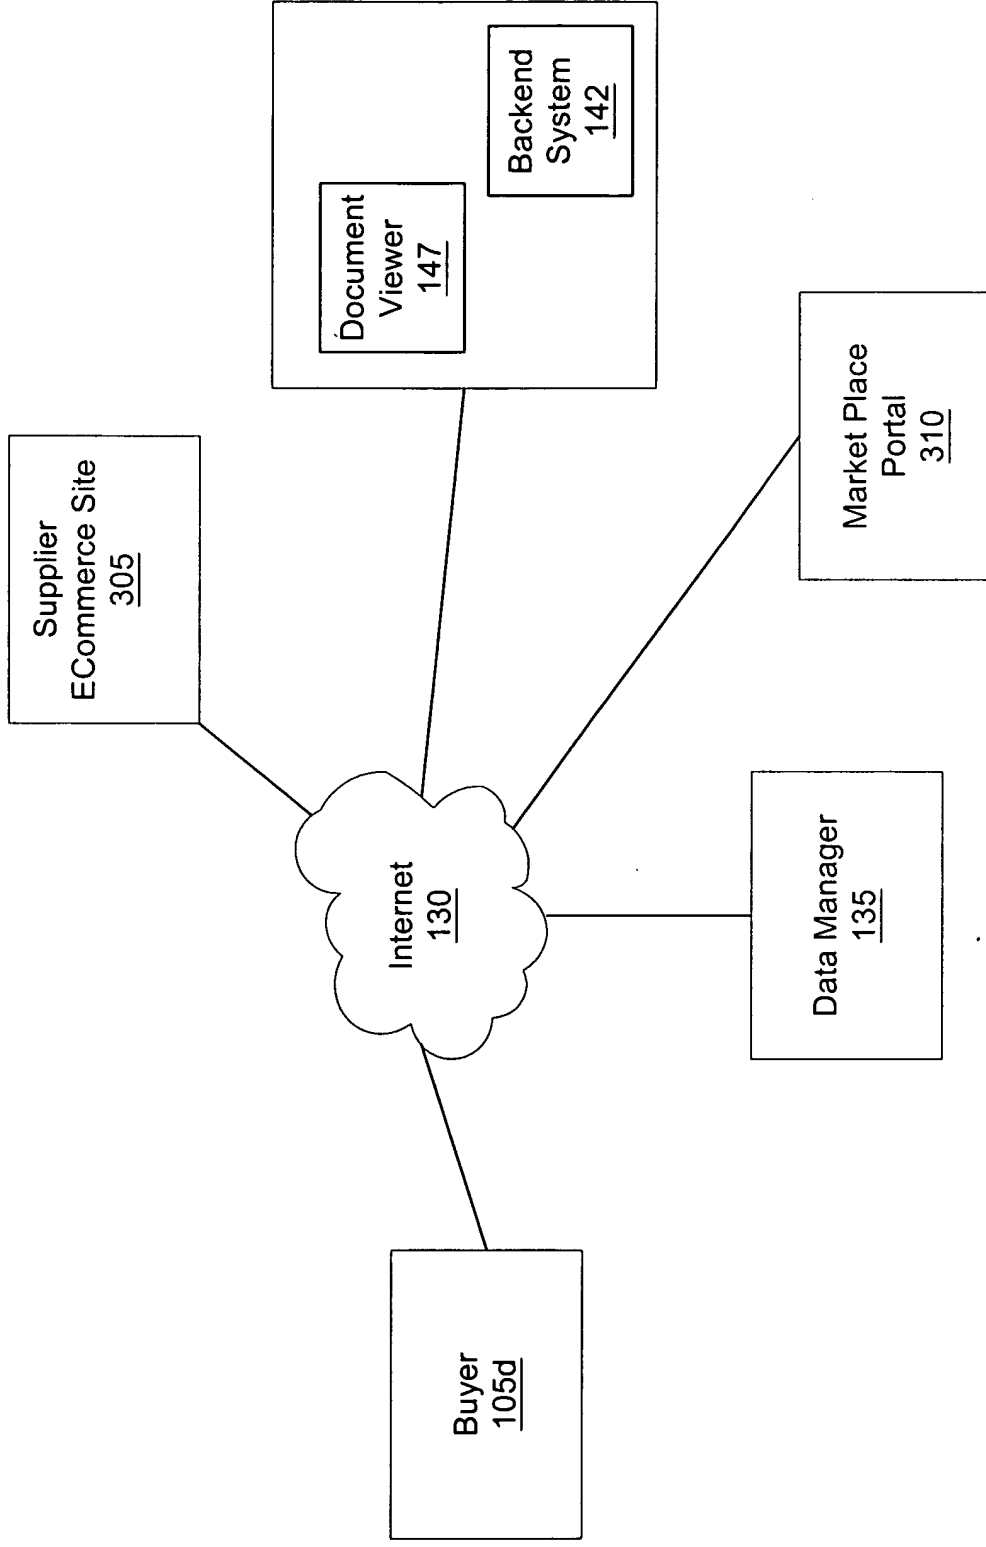 Supplier
ECommerce Site
305
Document
Viewer
147
Backend
System
142
Internet
130
Buyer
105d
Data Manager
135
Market Place
Portal
310